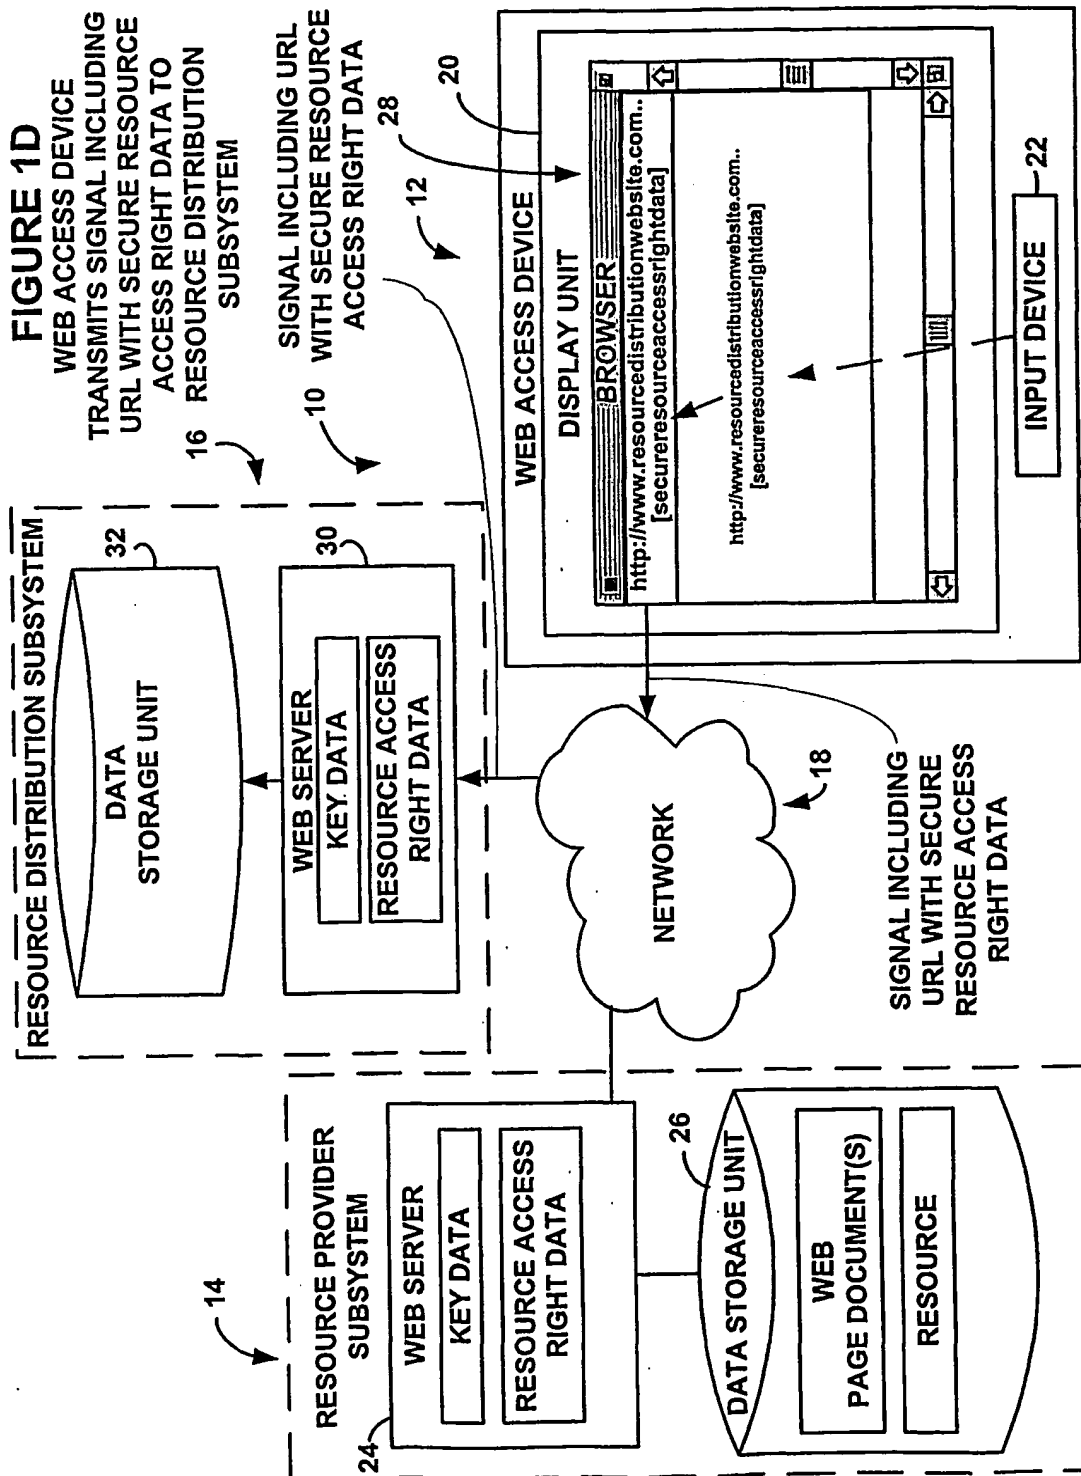 FIGURE 1D
WEB ACCESS DEVICE
TRANSMITS SIGNAL INCLUDING
URL WITH SECURE RESOURCE
ACCESS RIGHT DATA TO
RESOURCE DISTRIBUTION
SUBSYSTEM
16
10
SIGNAL INCLUDING URL
WITH SECURE RESOURCE
ACCESS RIGHT DATA
12
28
20
RESOURCE DISTRIBUTION SUBSYSTEM
32
DATA
STORAGE UNIT
30
WEB SERVER
KEY DATA
RESOURCE ACCESS
RIGHT DATA
WEB ACCESS DEVICE
DISPLAY UNIT
BROWSER
http://www.resourcedistributionwebsite.com..
[secureresourceaccessrightdata]
http://www.resourcedistributionwebsite.com..
[secureresourceaccessrightdata]
INPUT DEVICE
22
NETWORK
18
SIGNAL INCLUDING
URL WITH SECURE
RESOURCE ACCESS
RIGHT DATA
14
RESOURCE PROVIDER
SUBSYSTEM
24
WEB SERVER
KEY DATA
RESOURCE ACCESS
RIGHT DATA
26
DATA STORAGE UNIT
WEB
PAGE DOCUMENT(S)
RESOURCE